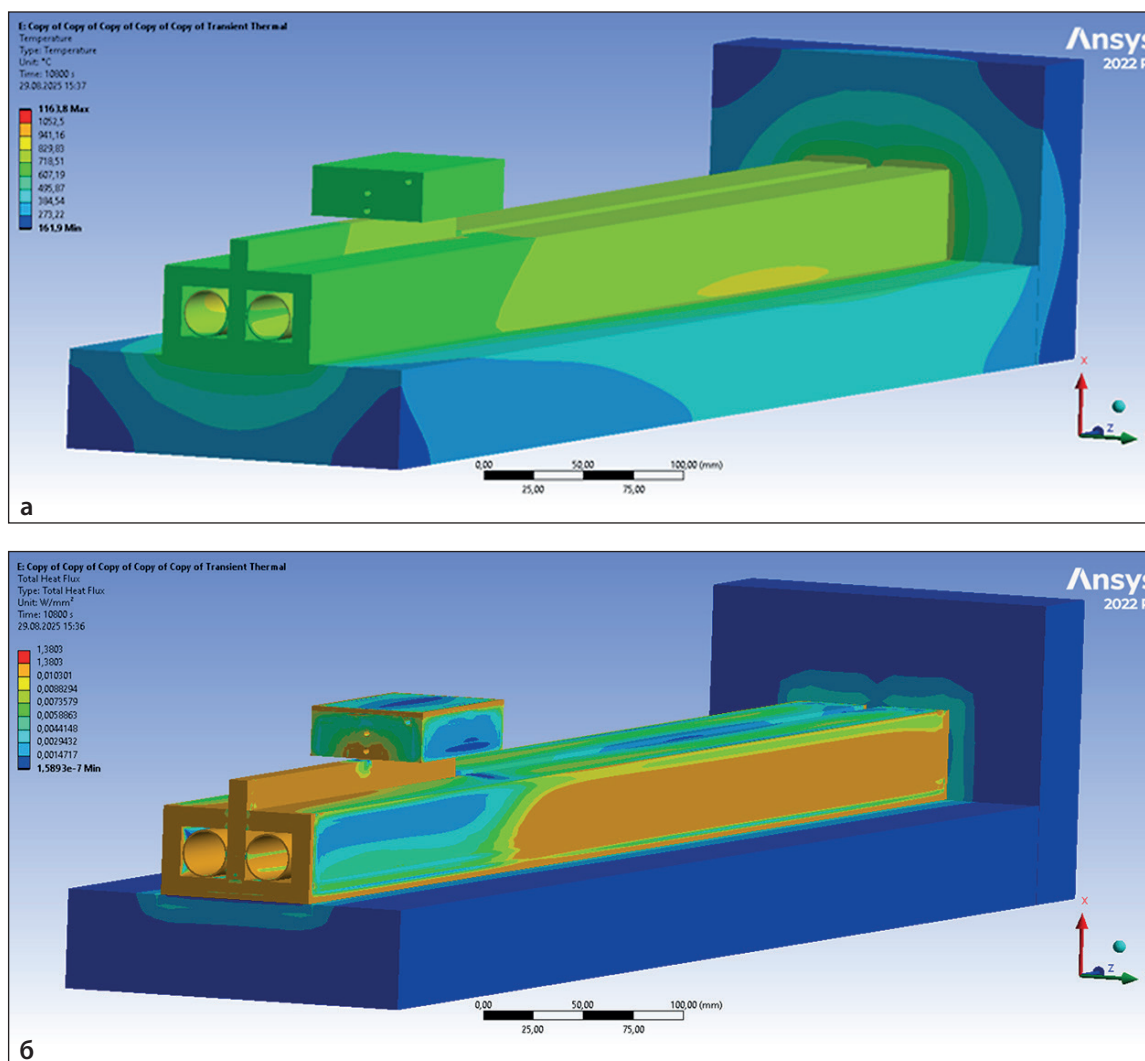 E: Copy of Copy of Copy of Copy of Copy of Transient Thermal
Temperature
Type: Temperature
Unit: °C
Time: 10800 s
29.08.2025 15:37
1163,8 Max
1052,5
941,16
829,83
718,51
607,19
495,87
384,54
273,22
161,9 Min
Ansys
2022
X
Z
0,00 50,00 100,00 (mm)
25,00 75,00
а
E: Copy of Copy of Copy of Copy of Copy of Transient Thermal
Total Heat Flux
Type: Total Heat Flux
Unit: W/mm²
Time: 10800 s
29.08.2025 15:36
1,3803
1,3803
0,010301
0,0088294
0,0073579
0,0058863
0,0044148
0,0029432
0,0014717
1,5893e-7 Min
Ansys
2022
X
Z
0,00 50,00 100,00 (mm)
25,00 75,00
б